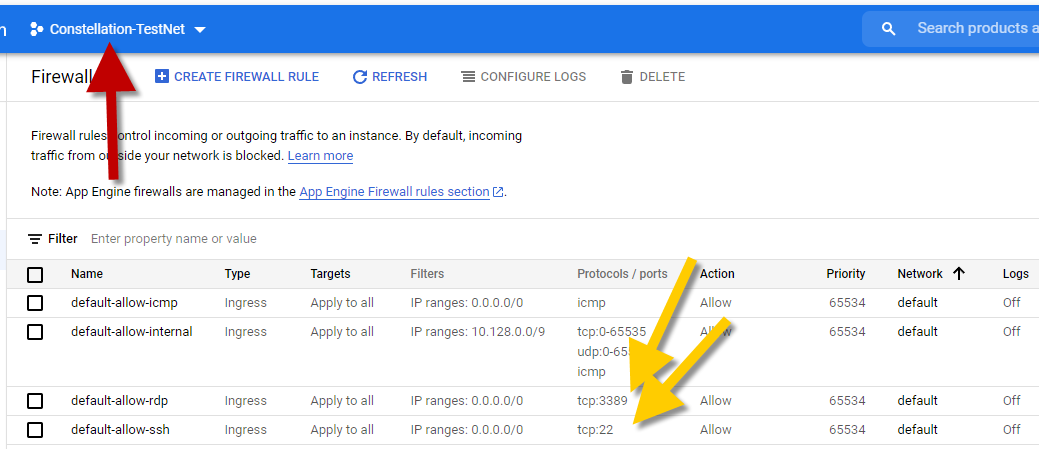 n Constellation-TestNet Search products a
Firewall CREATE FIREWALL RULE REFRESH CONFIGURE LOGS DELETE
Firewall rules control incoming or outgoing traffic to an instance. By default, incoming
traffic from outside your network is blocked. Learn more
Note: App Engine firewalls are managed in the App Engine Firewall rules section.
Filter Enter property name or value
Name Type Targets Filters Protocols / ports Action Priority Network Logs
default-allow-icmp Ingress Apply to all IP ranges: 0.0.0.0/0 icmp Allow 65534 default Off
default-allow-internal Ingress Apply to all IP ranges: 10.128.0.0/9 tcp:0-65535 Allow 65534 default Off
udp:0-65
icmp
default-allow-rdp Ingress Apply to all IP ranges: 0.0.0.0/0 tcp:3389 Allow 65534 default Off
default-allow-ssh Ingress Apply to all IP ranges: 0.0.0.0/0 tcp:22 Allow 65534 default Off